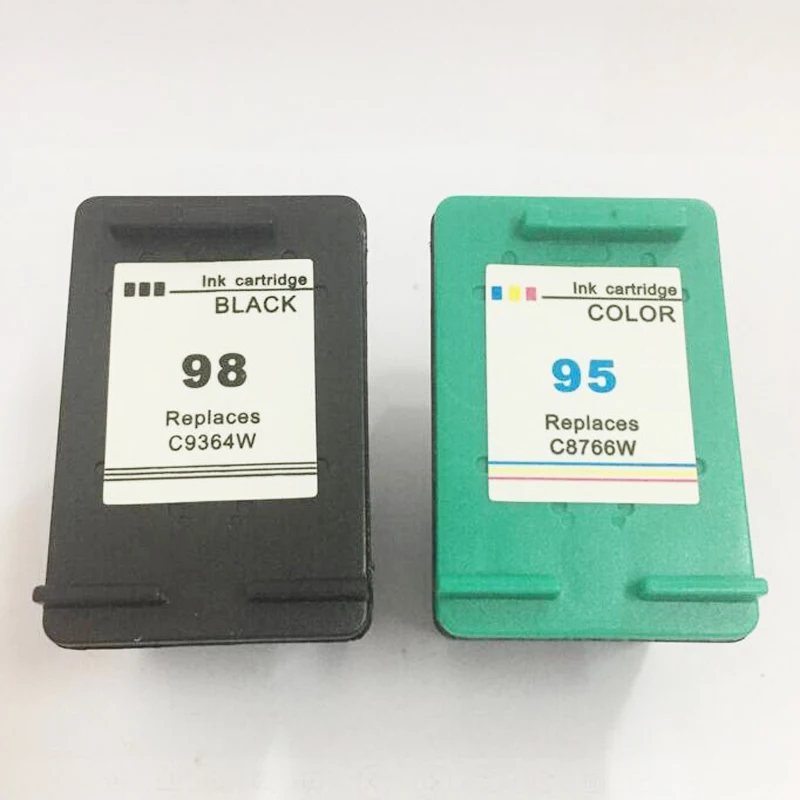 Ink cartridge
BLACK
98
Replaces
C9364W
Ink cartridge
COLOR
95
Replaces
C8766W